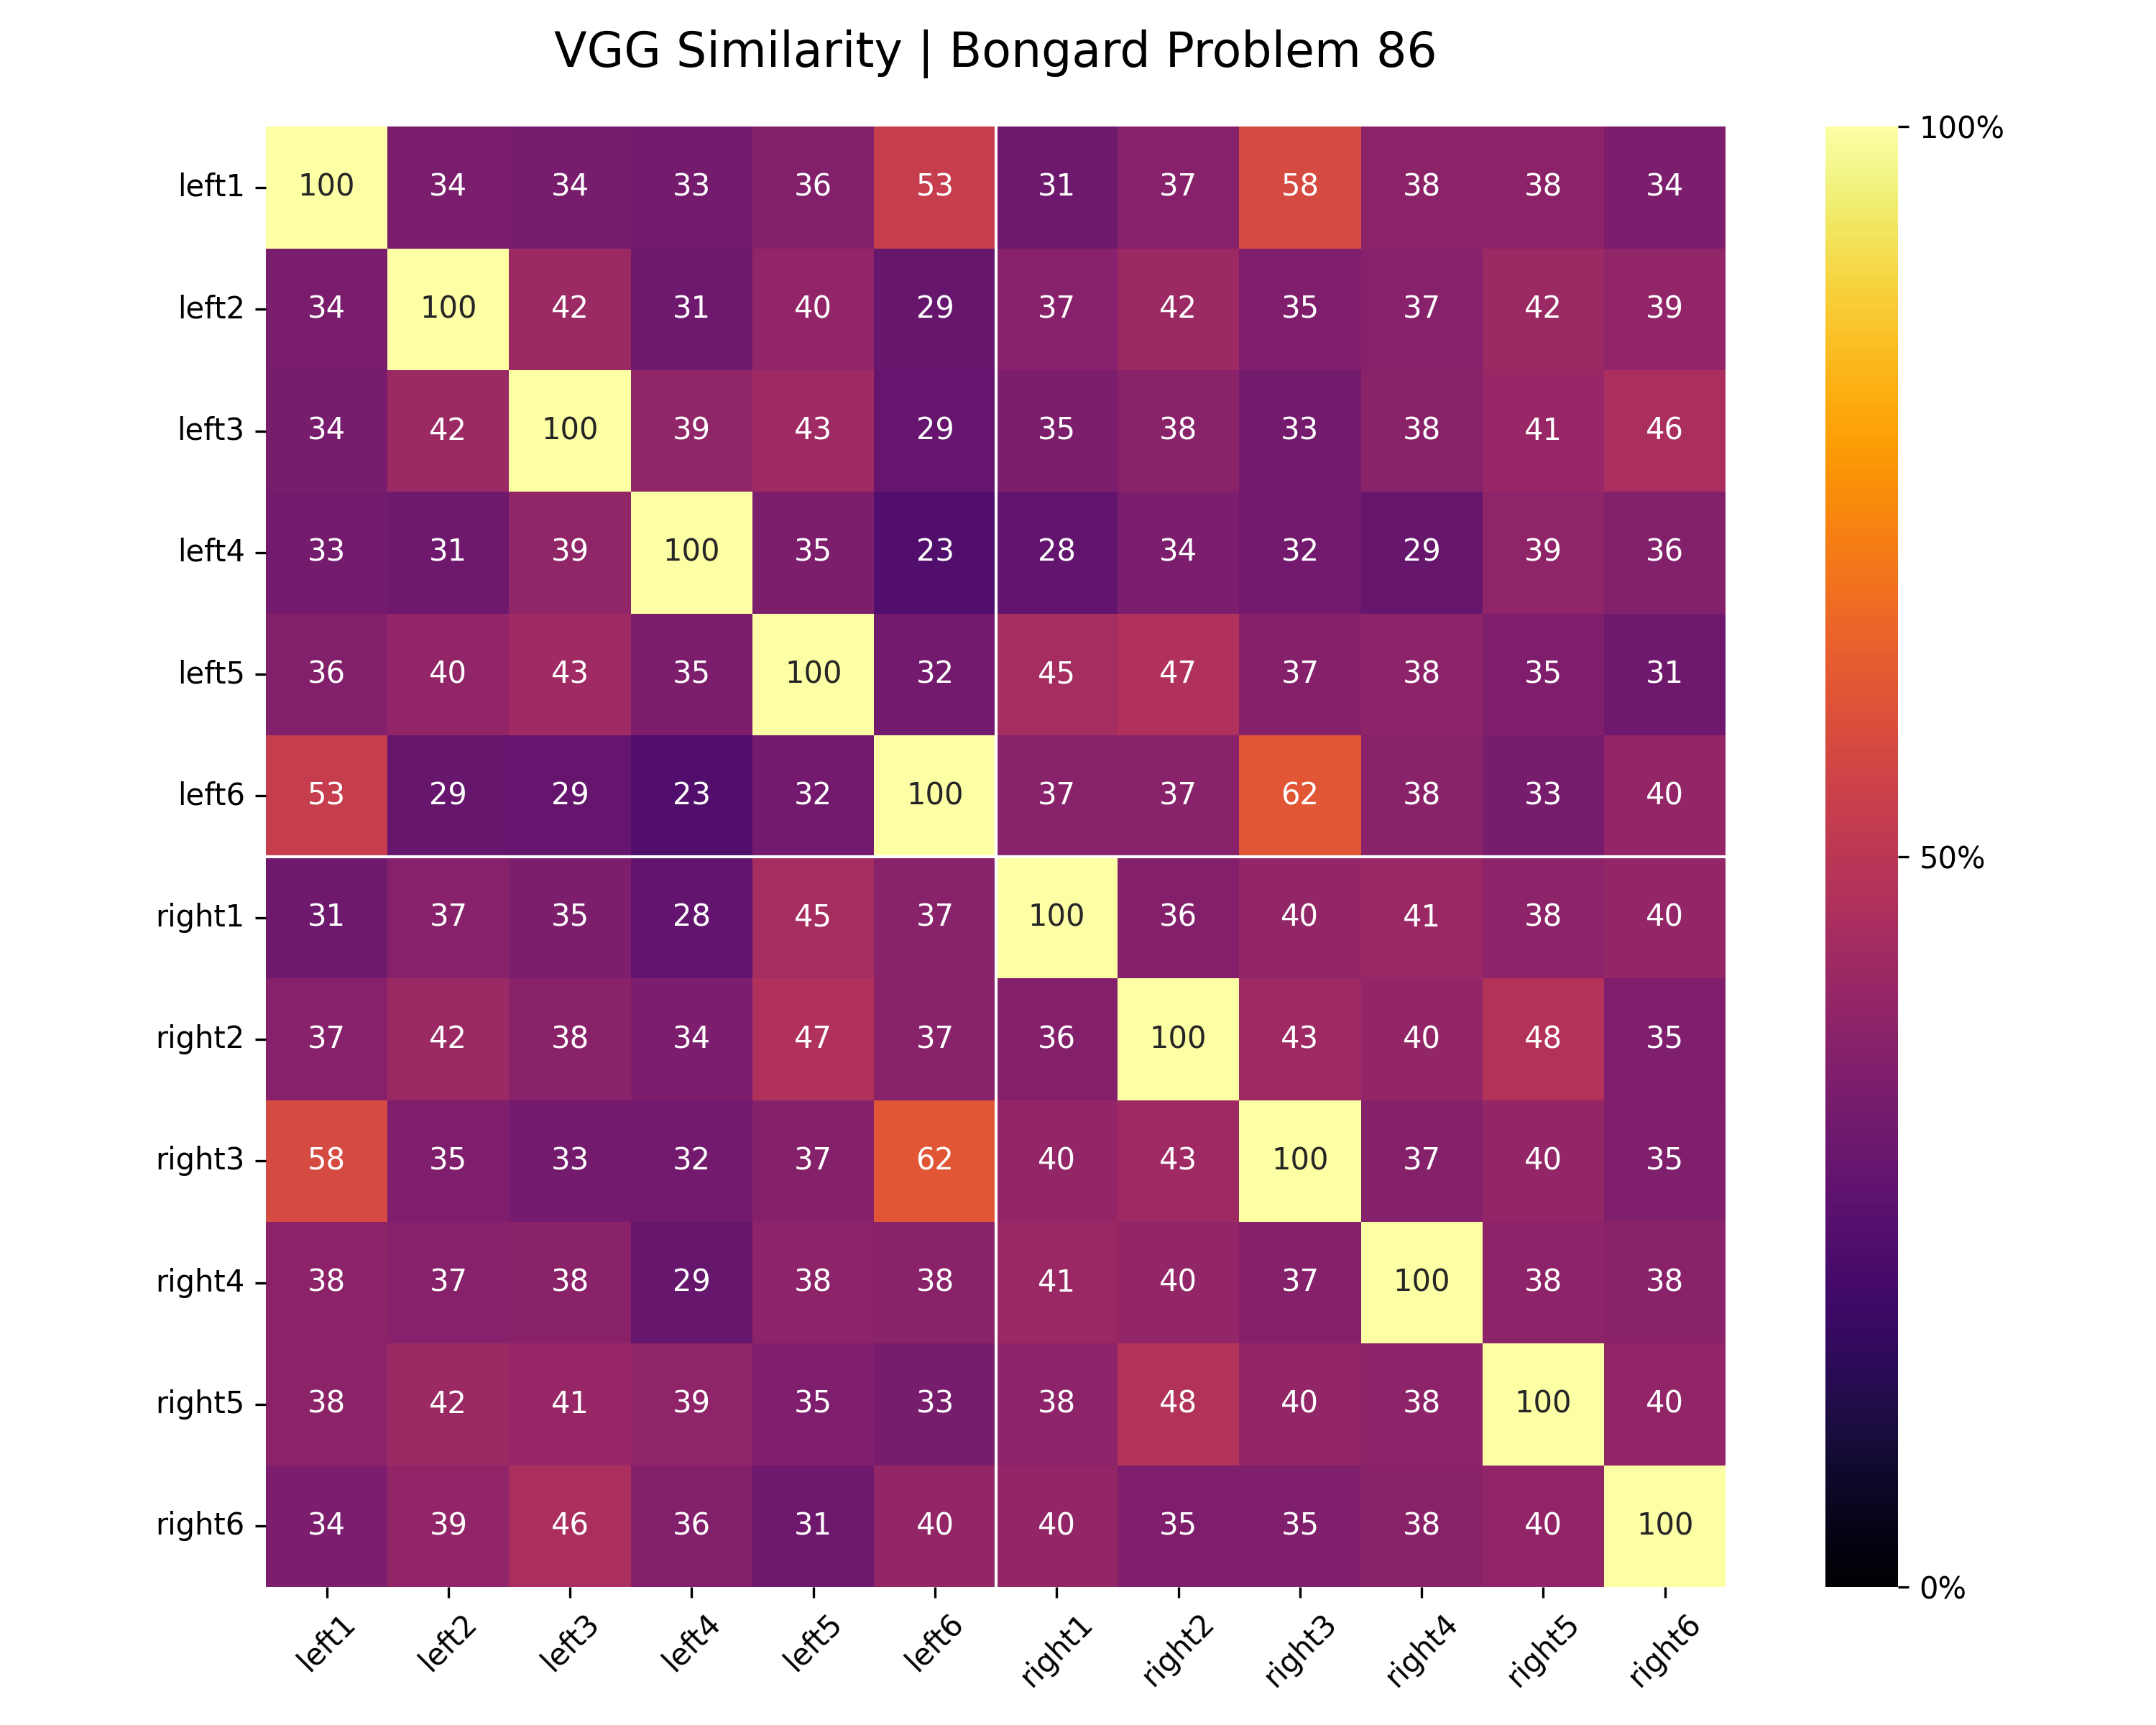 VGG Similarity | Bongard Problem 86
left1 100 34 34 33 36 53 31 37 58 38 38 34
left2 34 100 42 31 40 29 37 42 35 37 42 39
left3 34 42 100 39 43 29 35 38 33 38 41 46
left4 33 31 39 100 35 23 28 34 32 29 39 36
left5 36 40 43 35 100 32 45 47 37 38 35 31
left6 53 29 29 23 32 100 37 37 62 38 33 40
right1 31 37 35 28 45 37 100 36 40 41 38 40
right2 37 42 38 34 47 37 36 100 43 40 48 35
right3 58 35 33 32 37 62 40 43 100 37 40 35
right4 38 37 38 29 38 38 41 40 37 100 38 38
right5 38 42 41 39 35 33 38 48 40 38 100 40
right6 34 39 46 36 31 40 40 35 35 38 40 100
left1 left2 left3 left4 left5 left6 right1 right2 right3 right4 right5 right6
100%
50%
0%